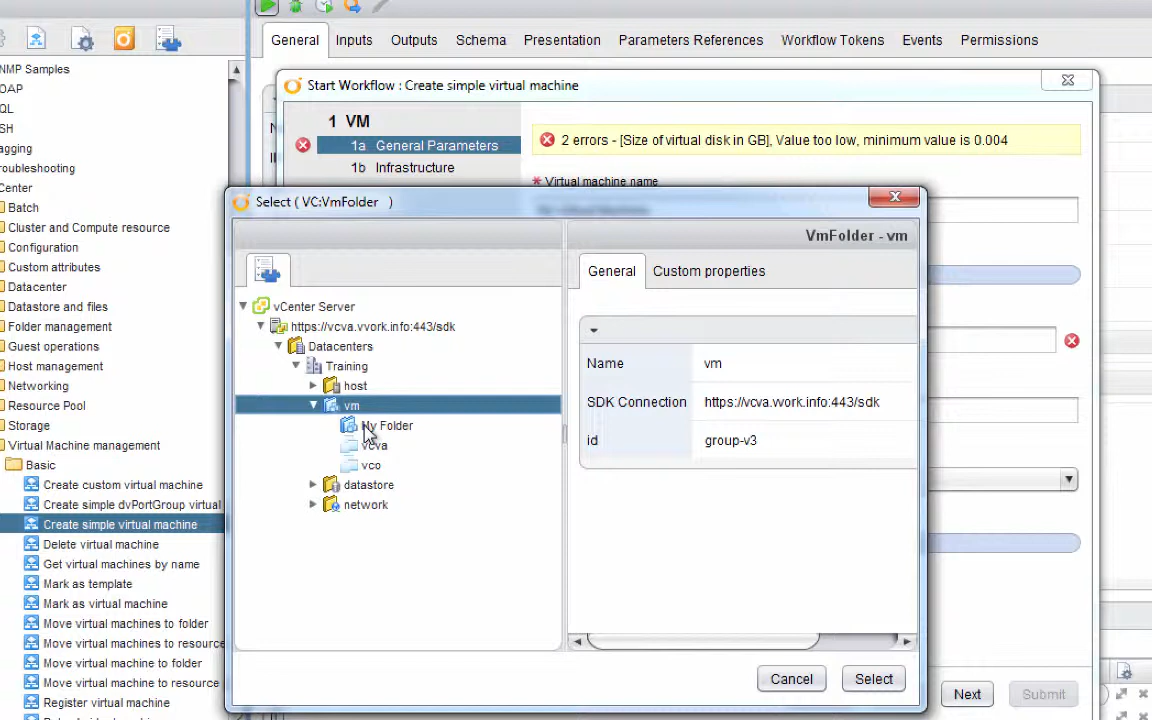 General
Inputs
Outputs
Schema
Presentation
Parameters References
Workflow Tokens
Events
Permissions
NMP Samples
OAP
QL
SH
agging
roubleshooting
Center
Batch
Cluster and Compute resource
Configuration
Custom attributes
Datacenter
Datastore and files
Folder management
Guest operations
Host management
Networking
Resource Pool
Storage
Virtual Machine management
Basic
Create custom virtual machine
Create simple dvPortGroup virtual
Create simple virtual machine
Delete virtual machine
Get virtual machines by name
Mark as template
Mark as virtual machine
Move virtual machines to folder
Move virtual machines to resource
Move virtual machine to folder
Move virtual machine to resource
Register virtual machine
Start Workflow : Create simple virtual machine
1 VM
1a General Parameters
1b Infrastructure
2 errors - [Size of virtual disk in GB], Value too low, minimum value is 0.004
* Virtual machine name
Select ( VC:VmFolder )
vCenter Server
https://vcva.vvork.info:443/sdk
Datacenters
Training
host
vm
My Folder
vcva
vco
datastore
network
VmFolder - vm
General
Custom properties
Name
vm
SDK Connection
https://vcva.vvork.info:443/sdk
id
group-v3
Cancel
Select
Next
Submit